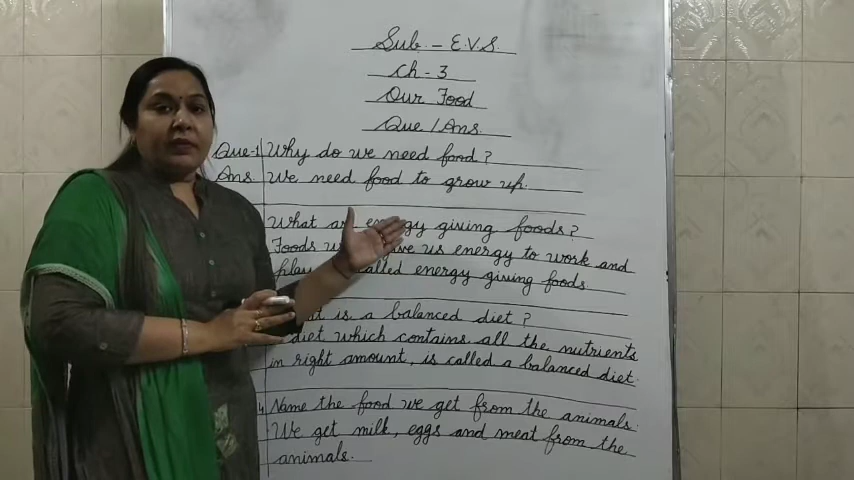 Sub. - E.V.S.
Ch - 3
Our Food
Que / Ans.
Que-1 Why do we need food?
Ans. We need food to grow up.
What are energy giving foods?
Foods give us energy to work and
play called energy giving foods.
is a balanced diet?
diet which contains all the nutrients
in right amount, is called a balanced diet.
4 Name the food we get from the animals.
We get milk, eggs and meat from the
animals.